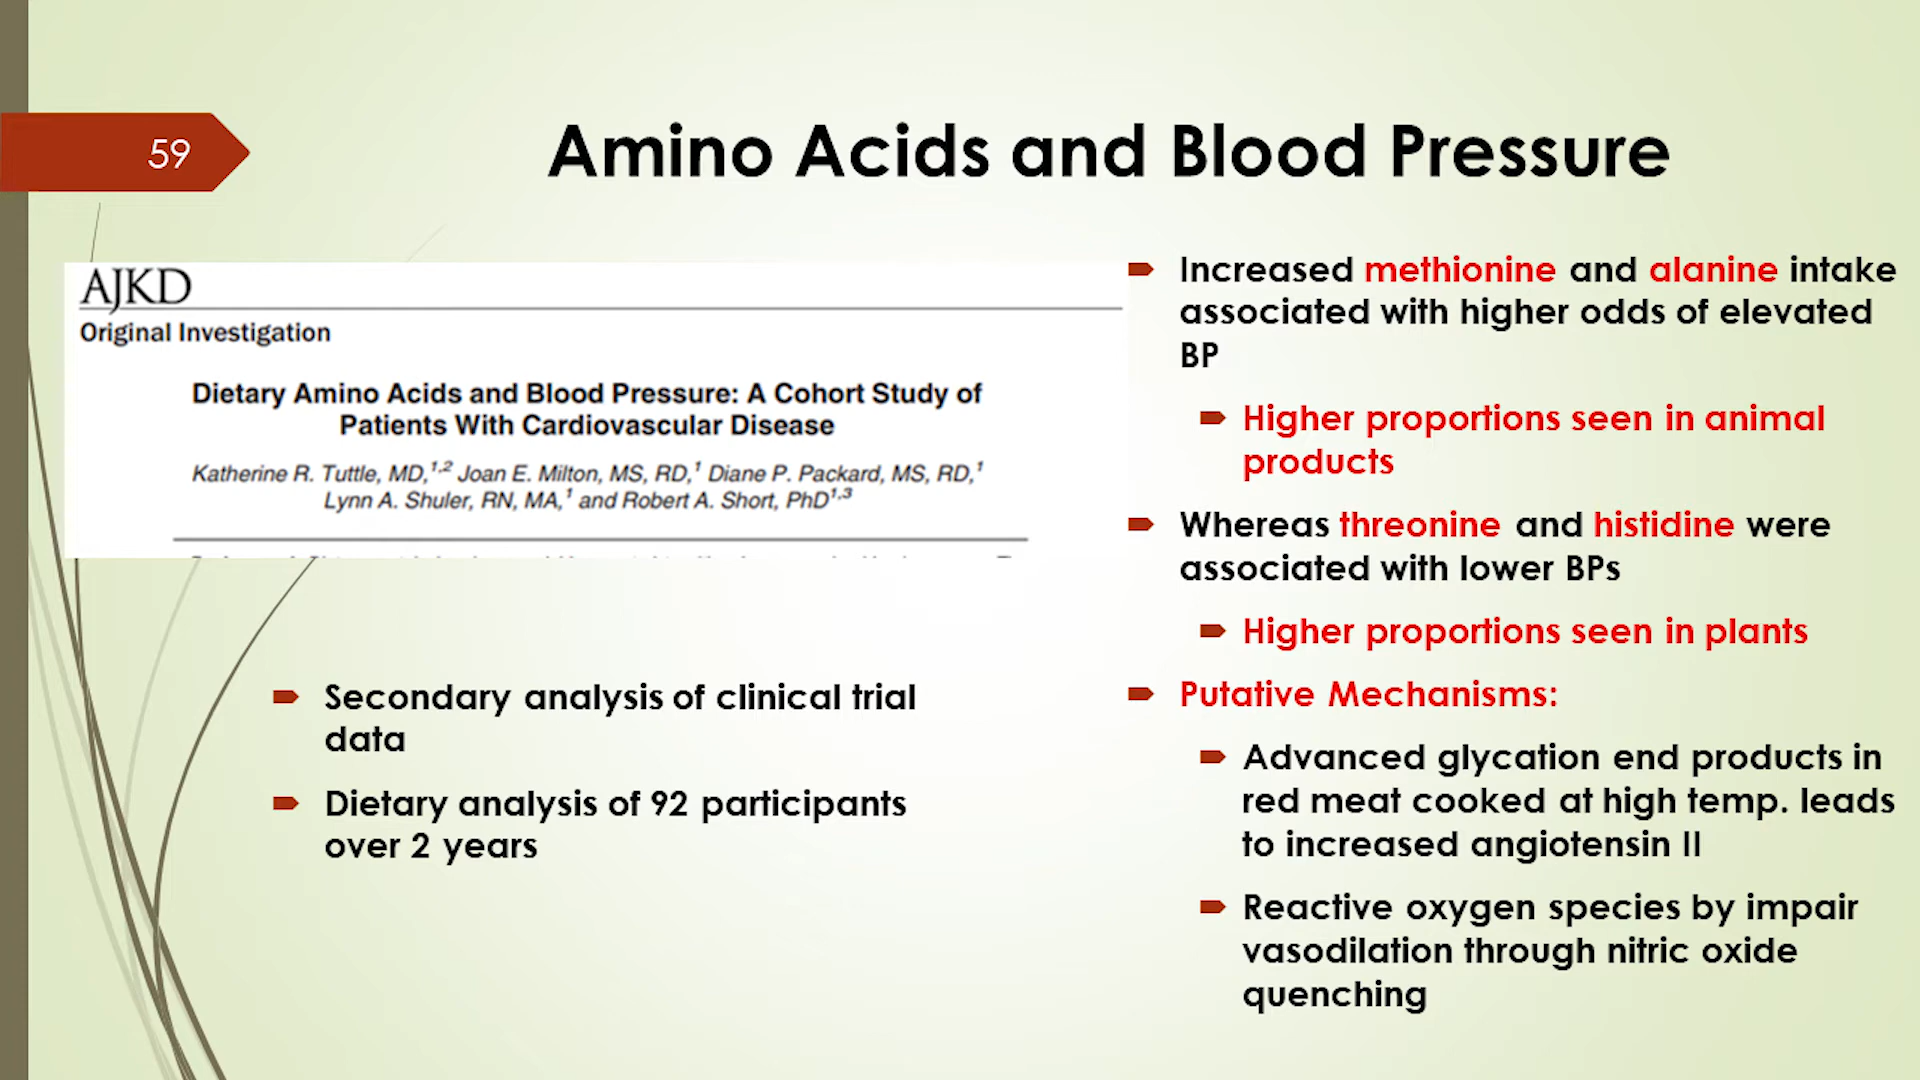 59
Amino Acids and Blood Pressure
AJKD
Original Investigation
Dietary Amino Acids and Blood Pressure: A Cohort Study of
Patients With Cardiovascular Disease
Katherine R. Tuttle, MD,1,2 Joan E. Milton, MS, RD,1 Diane P. Packard, MS, RD,1
Lynn A. Shuler, RN, MA,1 and Robert A. Short, PhD1,3
Secondary analysis of clinical trial
data
Dietary analysis of 92 participants
over 2 years
Increased methionine and alanine intake
associated with higher odds of elevated
BP
Higher proportions seen in animal
products
Whereas threonine and histidine were
associated with lower BPs
Higher proportions seen in plants
Putative Mechanisms:
Advanced glycation end products in
red meat cooked at high temp. leads
to increased angiotensin II
Reactive oxygen species by impair
vasodilation through nitric oxide
quenching